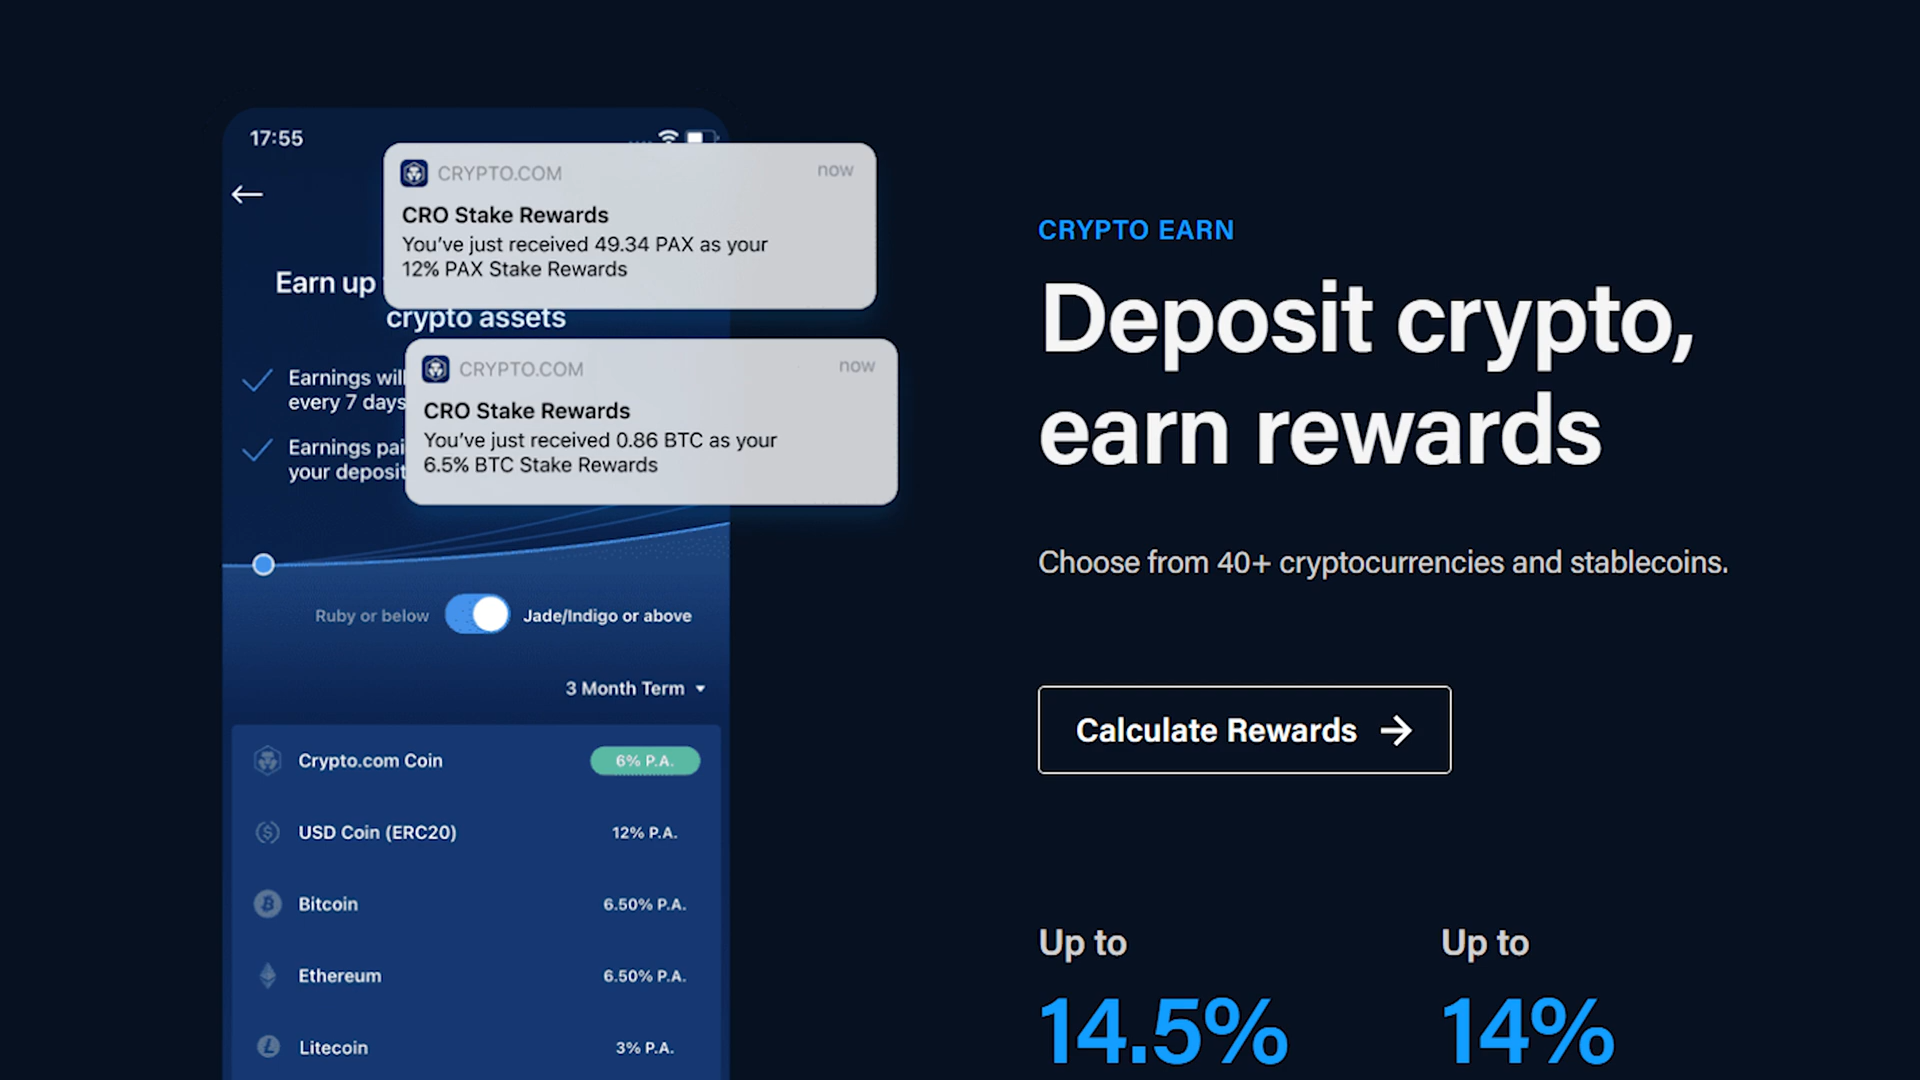 17:55
CRYPTO.COM
now
CRO Stake Rewards
You've just received 49.34 PAX as your
12% PAX Stake Rewards
Earn up
crypto assets
CRYPTO.COM
now
CRO Stake Rewards
You've just received 0.86 BTC as your
6.5% BTC Stake Rewards
Earnings will
every 7 days
Earnings pai
your deposit
Ruby or below
Jade/Indigo or above
3 Month Term
Crypto.com Coin
6% P.A.
USD Coin (ERC20)
12% P.A.
Bitcoin
6.50% P.A.
Ethereum
6.50% P.A.
Litecoin
3% P.A.
CRYPTO EARN
Deposit crypto,
earn rewards
Choose from 40+ cryptocurrencies and stablecoins.
Calculate Rewards
Up to
14.5%
Up to
14%